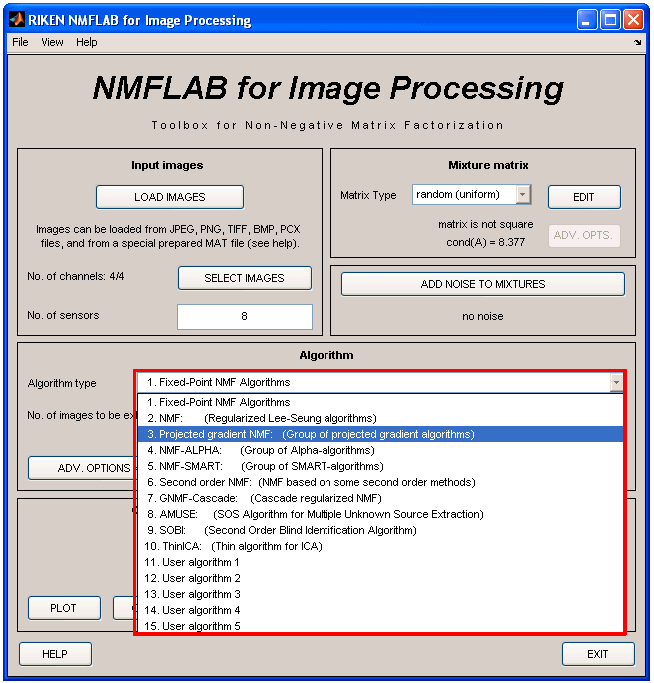 RIKEN NMFLAB for Image Processing
File View Help
NMFLAB for Image Processing
Toolbox for Non-Negative Matrix Factorization
Input images
LOAD IMAGES
Images can be loaded from JPEG, PNG, TIFF, BMP, PCX
files, and from a special prepared MAT file (see help).
No. of channels: 4/4
SELECT IMAGES
No. of sensors
8
Mixture matrix
Matrix Type
random (uniform)
EDIT
matrix is not square
cond(A) = 8.377
ADV. OPTS.
ADD NOISE TO MIXTURES
no noise
Algorithm
Algorithm type
1. Fixed-Point NMF Algorithms
No. of images to be
ADV. OPTIONS
1. Fixed-Point NMF Algorithms
2. NMF: (Regularized Lee-Seung algorithms)
3. Projected gradient NMF: (Group of projected gradient algorithms)
4. NMF-ALPHA: (Group of Alpha-algorithms)
5. NMF-SMART: (Group of SMART-algorithms)
6. Second order NMF: (NMF based on some second order methods)
7. GNMF-Cascade: (Cascade regularized NMF)
8. AMUSE: (SOS Algorithm for Multiple Unknown Source Extraction)
9. SOBI: (Second Order Blind Identification Algorithm)
10. ThinICA: (Thin algorithm for ICA)
11. User algorithm 1
12. User algorithm 2
13. User algorithm 3
14. User algorithm 4
15. User algorithm 5
PLOT
HELP
EXIT